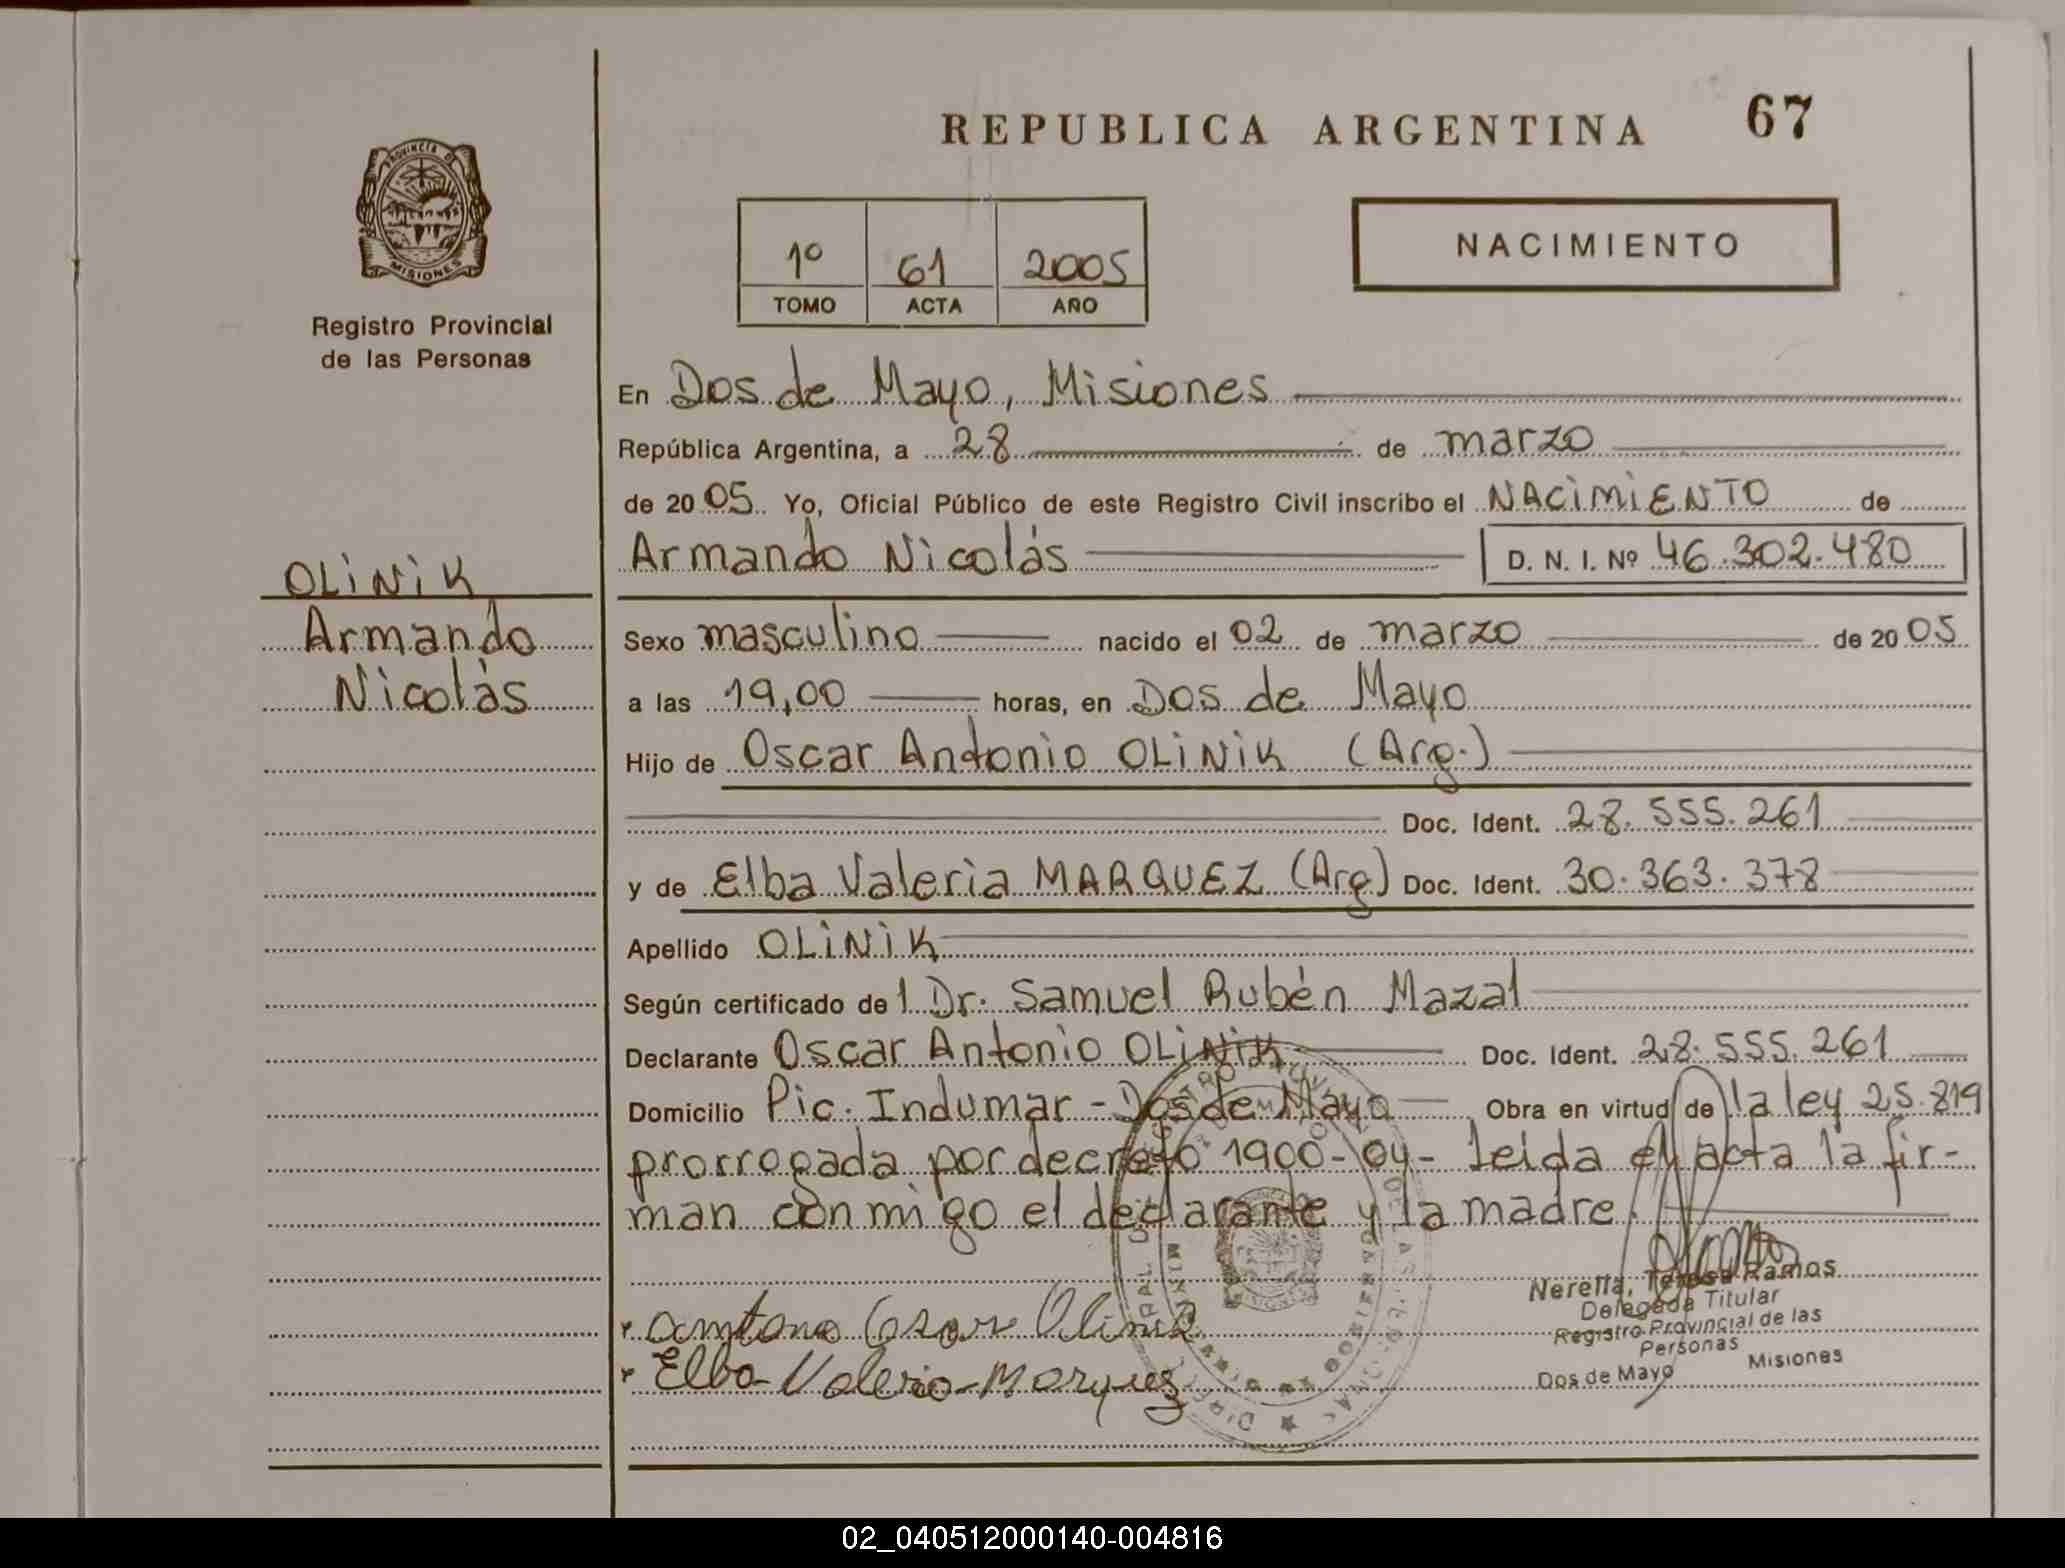 REPUBLICA ARGENTINA 67
PROVINCIA DE
MISIONES
Registro Provincial
de las Personas
1º 61 2005
TOMO ACTA AÑO
NACIMIENTO
En Dos de Mayo, Misiones
República Argentina, a 28 de marzo
de 2005 Yo, Oficial Público de este Registro Civil inscribo el NACIMIENTO de
Armando Nicolás D. N. I. Nº 46.302.480
OLINIK
Armando
Nicolás
Sexo masculino nacido el 02 de marzo de 2005
a las 19,00 horas, en Dos de Mayo
Hijo de Oscar Antonio OLINIK (Arg.)
Doc. Ident. 28.555.261
y de Elba Valeria MARQUEZ (Arg) Doc. Ident. 30.363.378
Apellido OLINIK
Según certificado de l Dr. Samuel Rubén Mazal
Declarante Oscar Antonio OLINIK Doc. Ident. 28.555.261
Domicilio Pic. Indumar - Dos de Mayo Obra en virtud de la ley 25.819
prorrogada por decreto 1900-04- leida el acta la fir-
man conmigo el declarante y la madre.
Nerella, Teresa Ramos
Delegada Titular
Registro Provincial de las
Personas
Dos de Mayo Misiones
Antonio Oscar Olinik
Elba Valeria Marquez
02_040512000140-004816